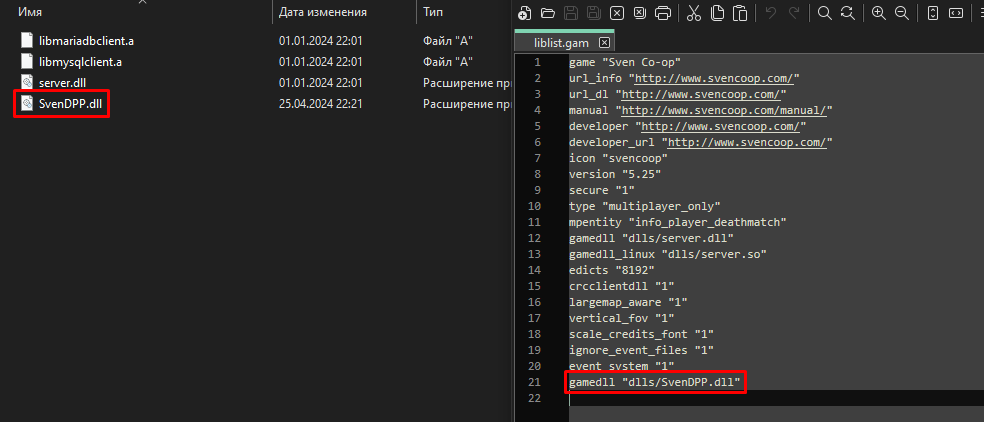 Имя Дата изменения Тип
libmariadbclient.a 01.01.2024 22:01 Файл "A"
libmysqlclient.a 01.01.2024 22:01 Файл "A"
server.dll 01.01.2024 22:01 Расширение при
SvenDPP.dll 25.04.2024 22:21 Расширение при
liblist.gam
1 game "Sven Co-op"
2 url_info "http://www.svencoop.com/"
3 url_dl "http://www.svencoop.com/"
4 manual "http://www.svencoop.com/manual/"
5 developer "http://www.svencoop.com/"
6 developer_url "http://www.svencoop.com/"
7 icon "svencoop"
8 version "5.25"
9 secure "1"
10 type "multiplayer_only"
11 mpentity "info_player_deathmatch"
12 gamedll "dlls/server.dll"
13 gamedll_linux "dlls/server.so"
14 edicts "8192"
15 crcclientdll "1"
16 largemap_aware "1"
17 vertical_fov "1"
18 scale_credits_font "1"
19 ignore_event_files "1"
20 event_system "1"
21 gamedll "dlls/SvenDPP.dll"
22